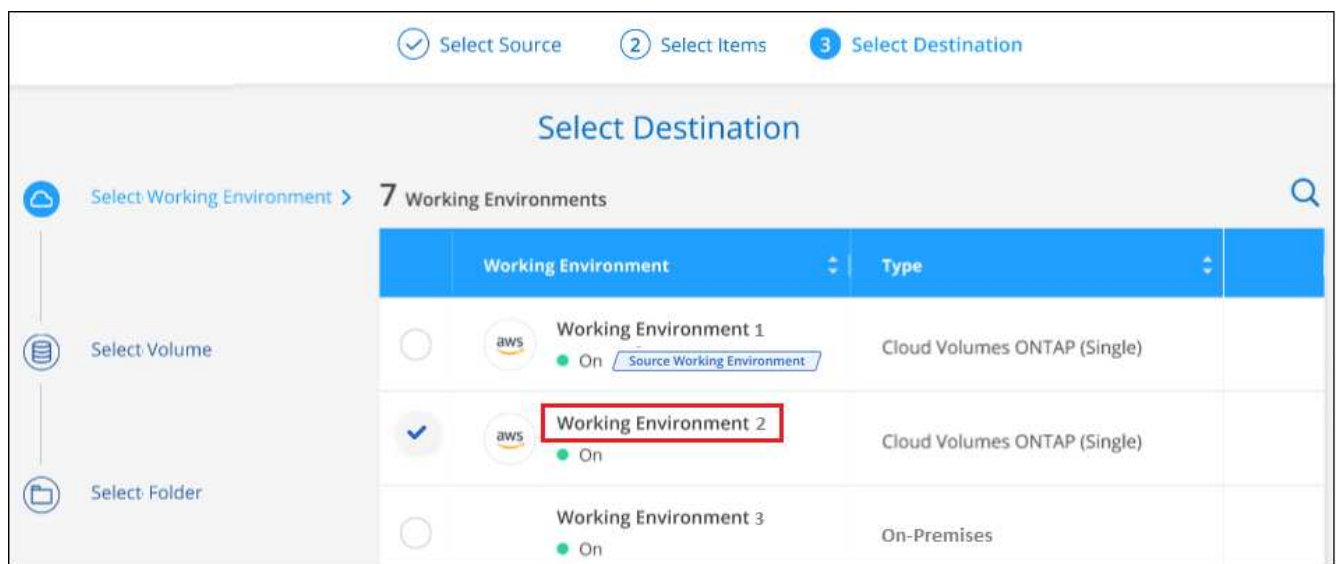 Select Source 2 Select Items 3 Select Destination
Select Destination
Select Working Environment >
7 Working Environments
Working Environment Type
aws Working Environment 1 Cloud Volumes ONTAP (Single)
On Source Working Environment
Select Volume
aws Working Environment 2 Cloud Volumes ONTAP (Single)
On
Select Folder
Working Environment 3 On-Premises
On